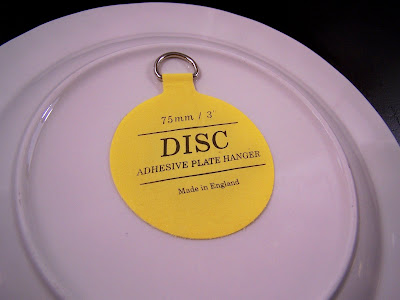 75mm / 3"
DISC
ADHESIVE PLATE HANGER
Made in England